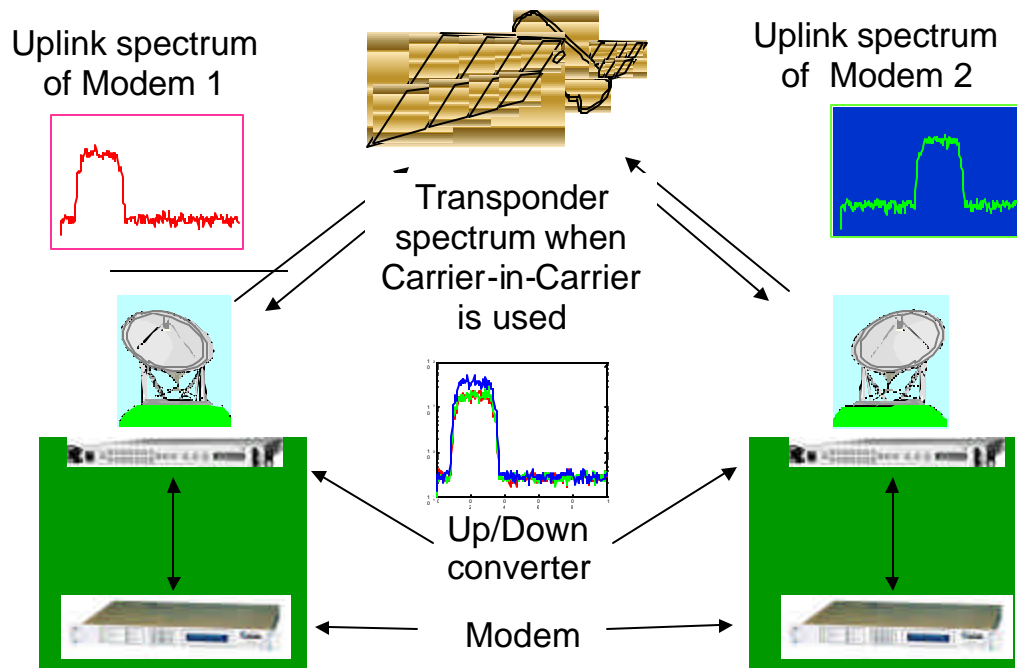 Uplink spectrum
of Modem 1
Uplink spectrum
of Modem 2
Transponder
spectrum when
Carrier-in-Carrier
is used
Up/Down
converter
Modem